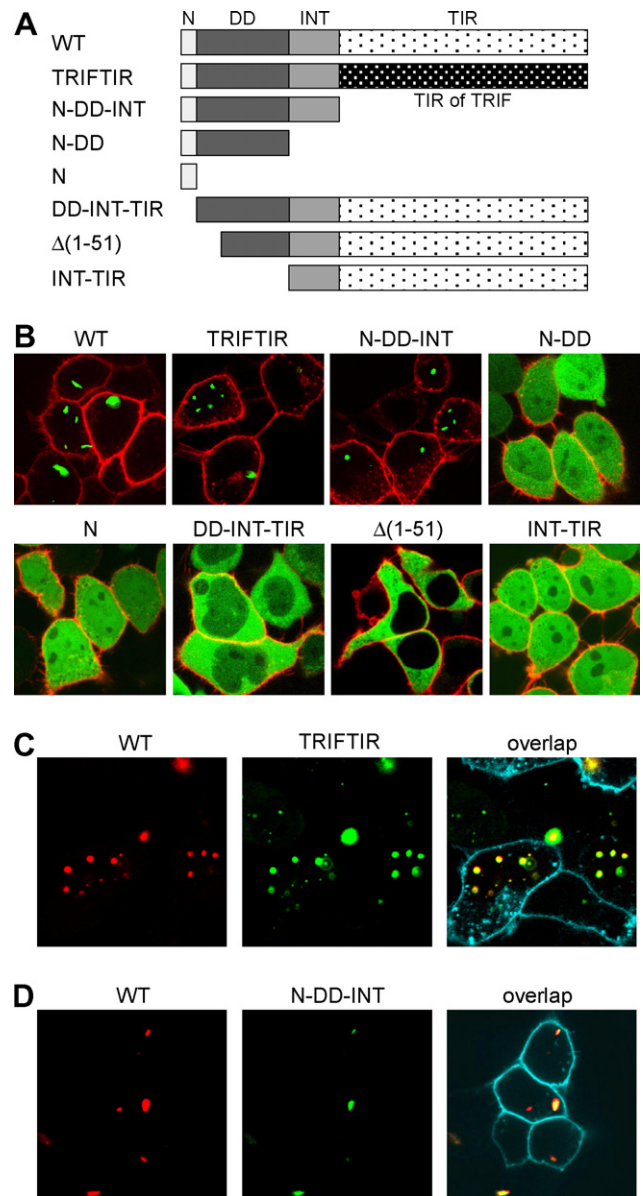 A
N DD INT TIR
WT
TRIFTIR
TIR of TRIF
N-DD-INT
N-DD
N
DD-INT-TIR
Δ(1-51)
INT-TIR
B
WT TRIFTIR N-DD-INT N-DD
N DD-INT-TIR Δ(1-51) INT-TIR
C
WT TRIFTIR overlap
D
WT N-DD-INT overlap